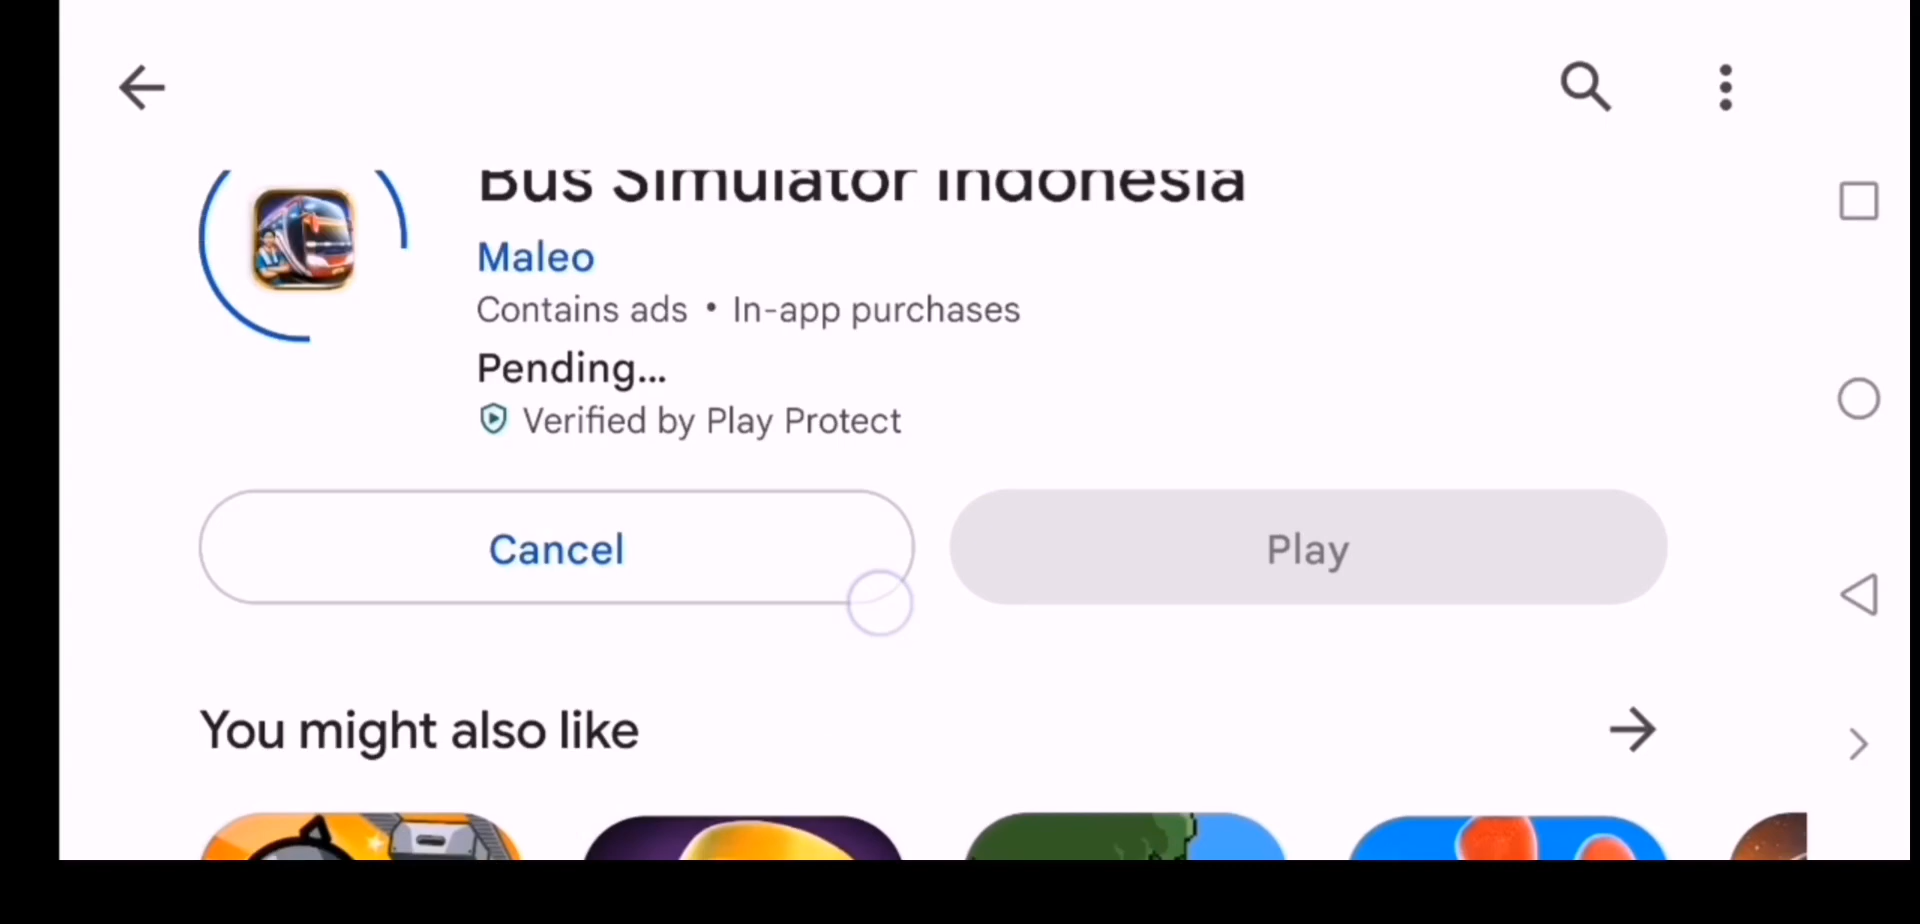 Bus Simulator Indonesia
Maleo
Contains ads • In-app purchases
Pending...
Verified by Play Protect
Cancel
Play
You might also like